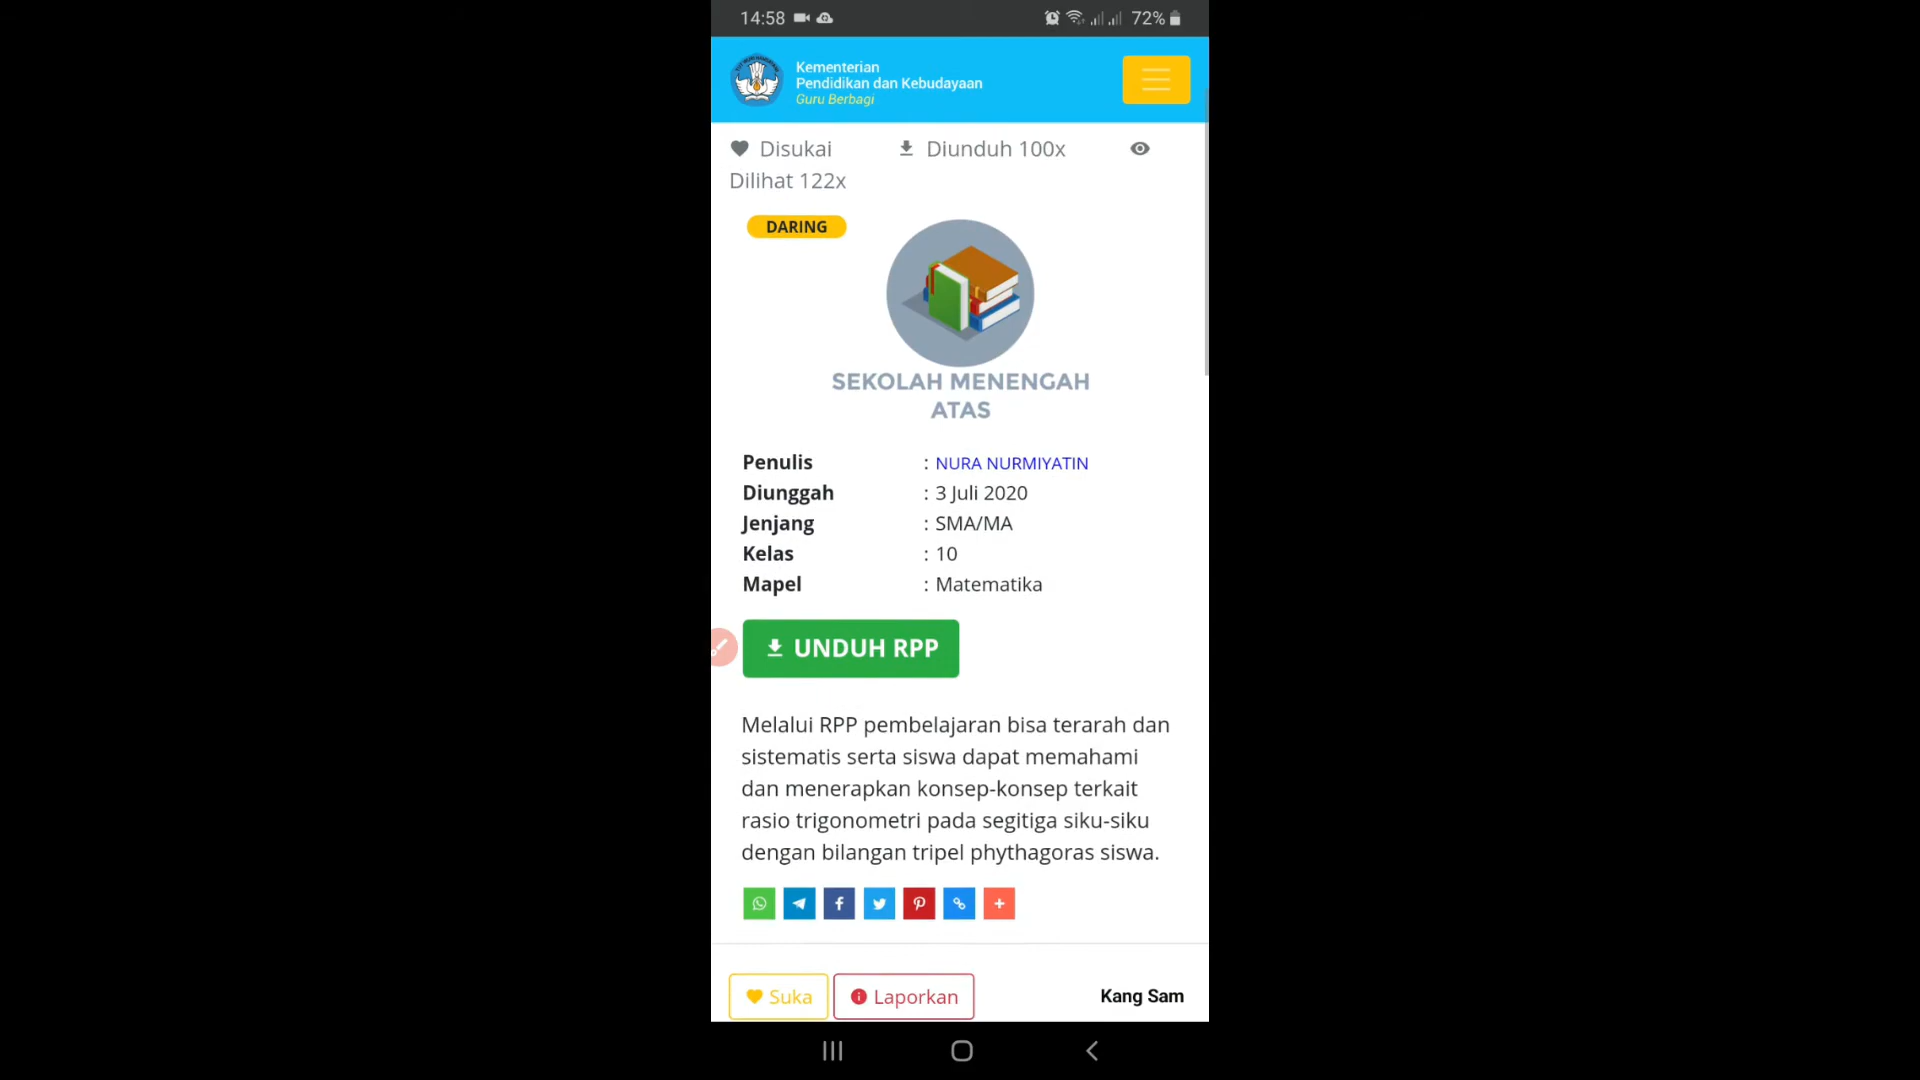 14:58 72%
Kementerian
Pendidikan dan Kebudayaan
Guru Berbagi
Disukai Diunduh 100x
Dilihat 122x
DARING
SEKOLAH MENENGAH
ATAS
Penulis : NURA NURMIYATIN
Diunggah : 3 Juli 2020
Jenjang : SMA/MA
Kelas : 10
Mapel : Matematika
UNDUH RPP
Melalui RPP pembelajaran bisa terarah dan
sistematis serta siswa dapat memahami
dan menerapkan konsep-konsep terkait
rasio trigonometri pada segitiga siku-siku
dengan bilangan tripel phythagoras siswa.
Suka Laporkan Kang Sam